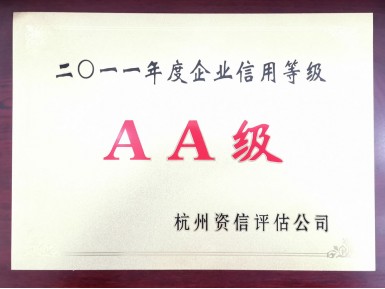 二〇一一年度企业信用等级
AA级
杭州资信评估公司